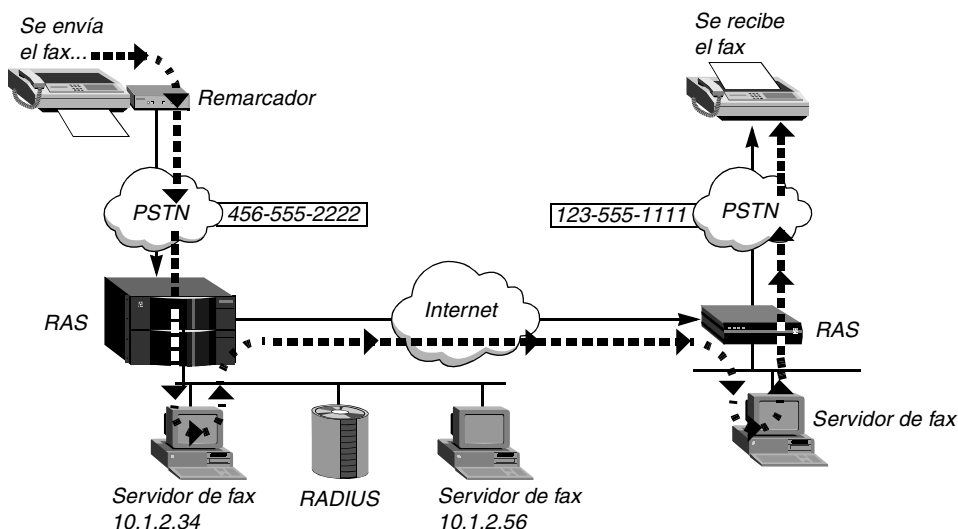 Se envía
el fax...
Se recibe
el fax
Remarcador
PSTN
456-555-2222
123-555-1111
PSTN
Internet
RAS
RAS
Servidor de fax
Servidor de fax
10.1.2.34
RADIUS
Servidor de fax
10.1.2.56